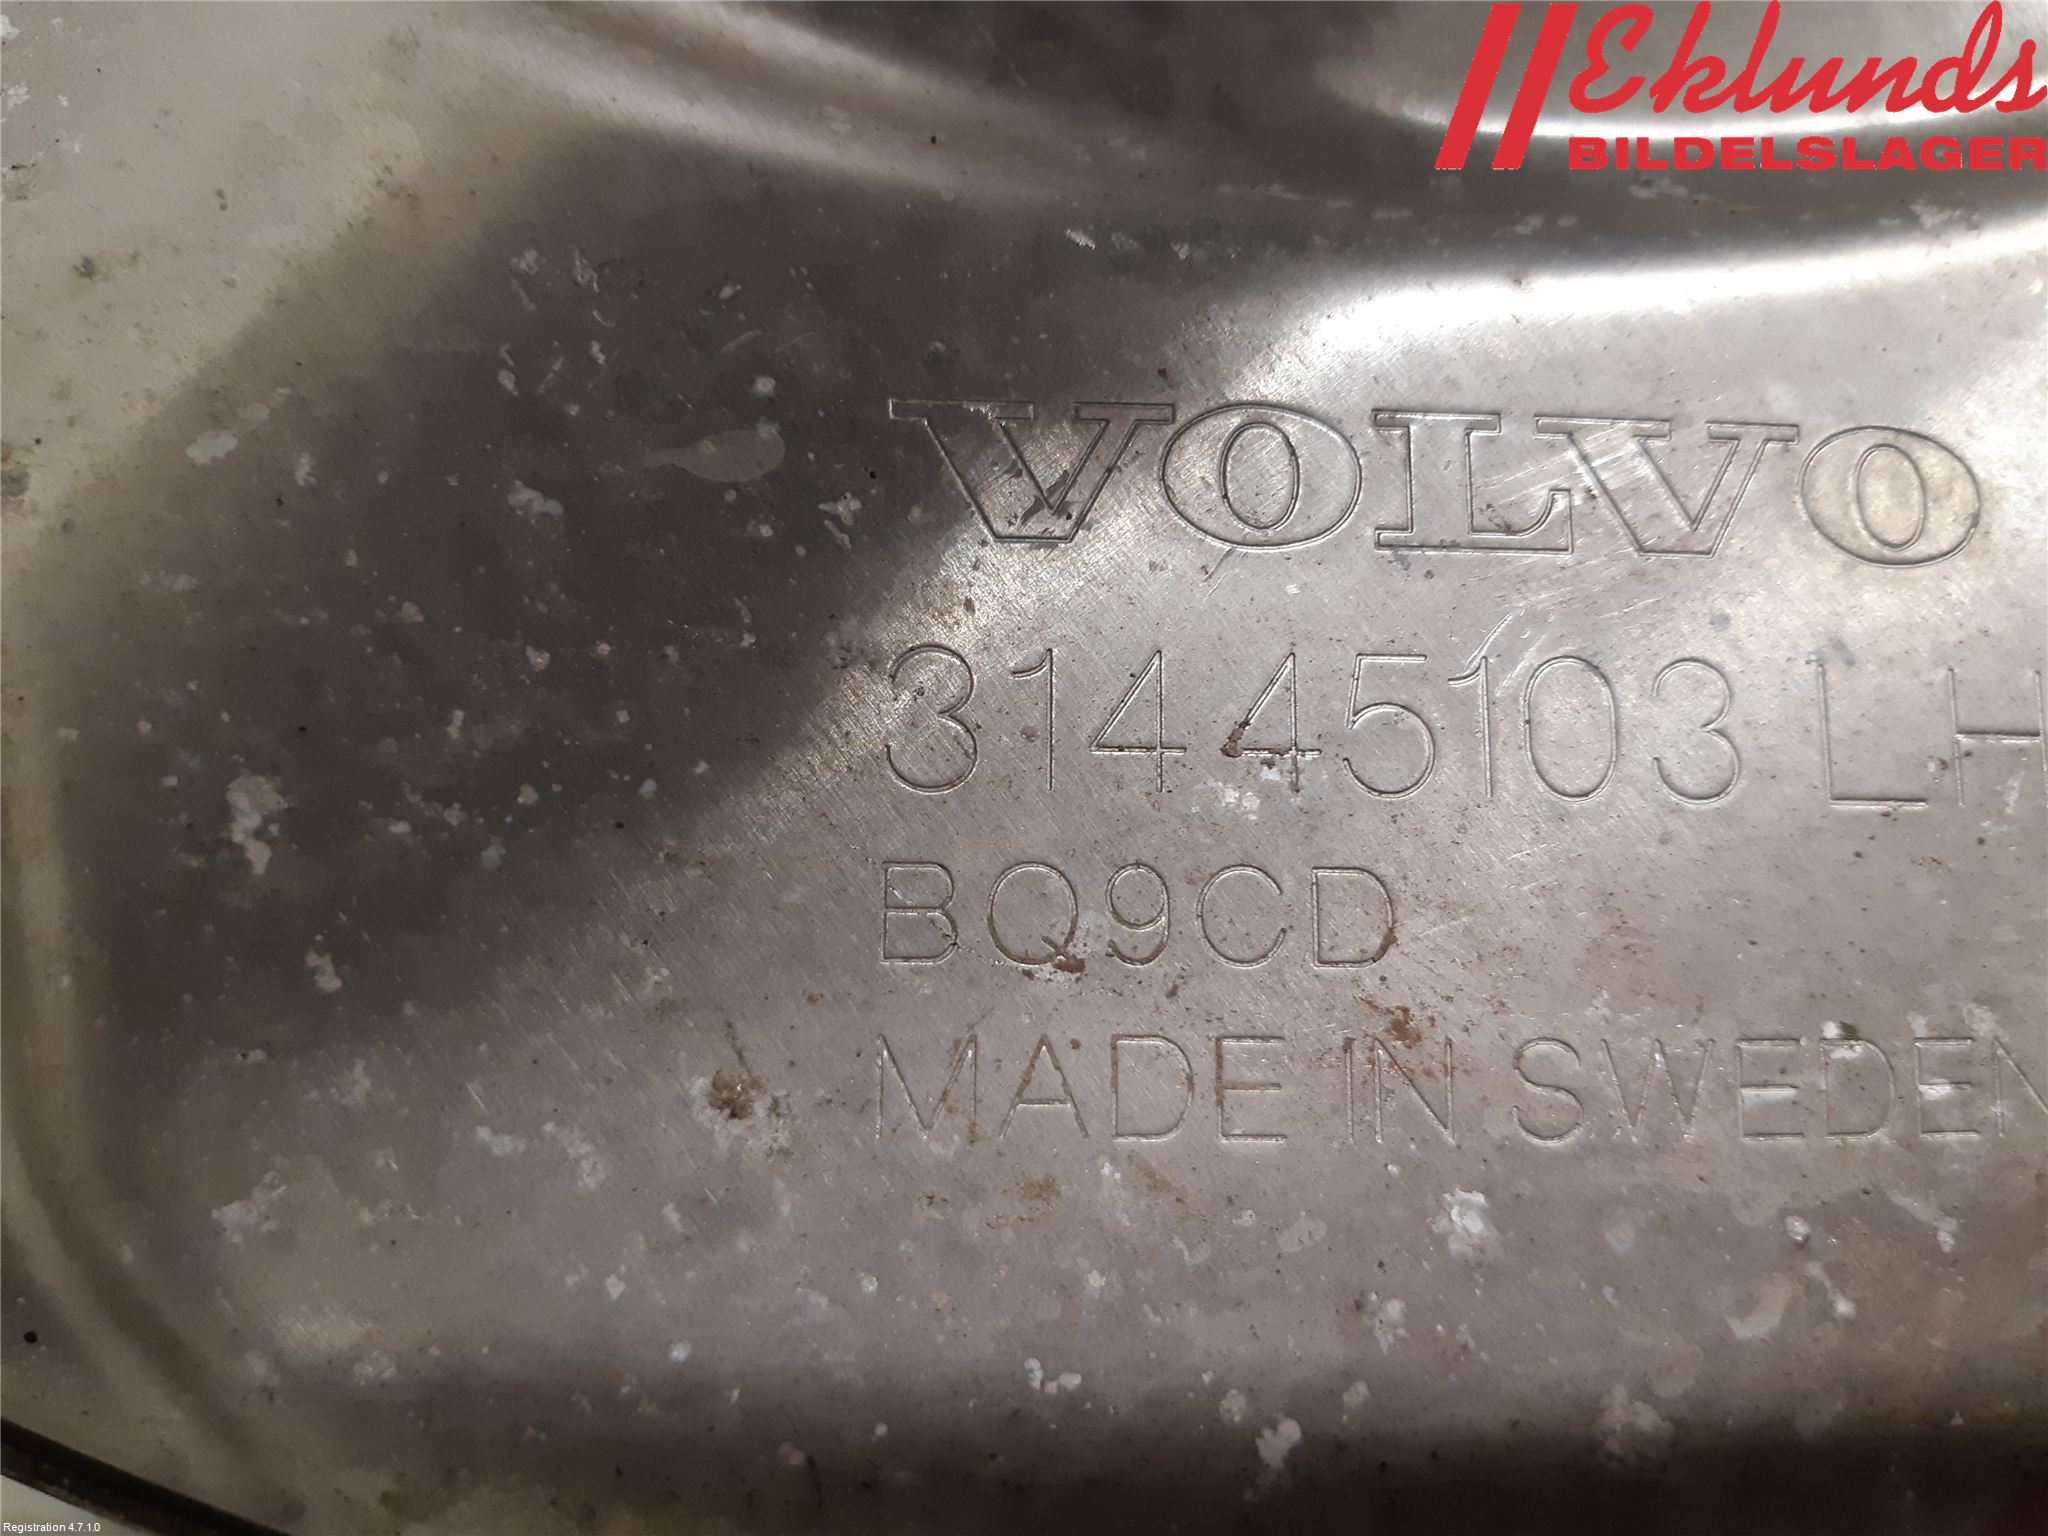 Eklunds
BILDELSLAGER
VOLVO
31445103 LH
BQ9CD
MADE IN SWEDEN
Registration 4.7.1.0